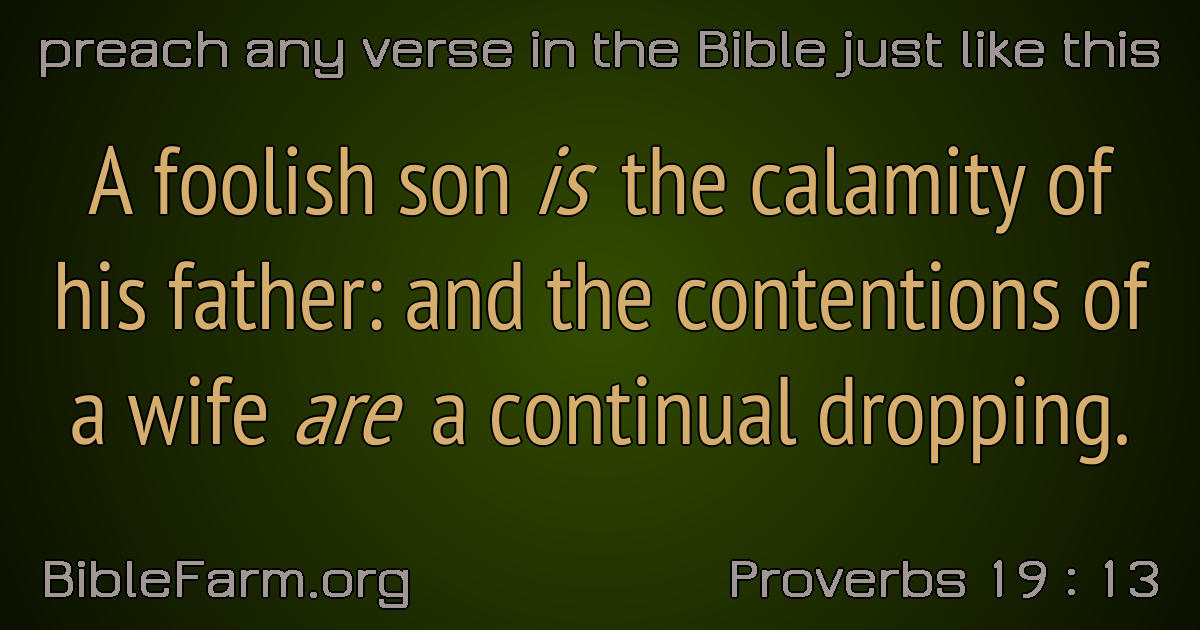 preach any verse in the Bible just like this
A foolish son is the calamity of
his father: and the contentions of
a wife are a continual dropping.
BibleFarm.org
Proverbs 19 : 13